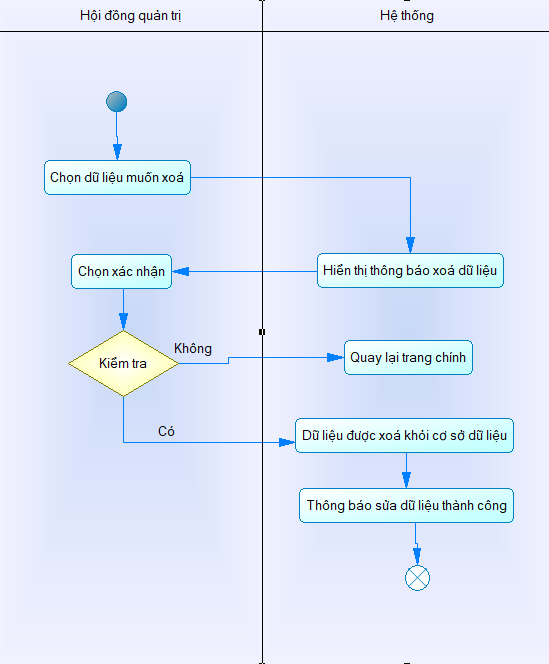 Hội đồng quản trị
Hệ thống
Chọn dữ liệu muốn xoá
Chọn xác nhận
Hiển thị thông báo xoá dữ liệu
Kiểm tra
Không
Quay lại trang chính
Có
Dữ liệu được xoá khỏi cơ sở dữ liệu
Thông báo sửa dữ liệu thành công